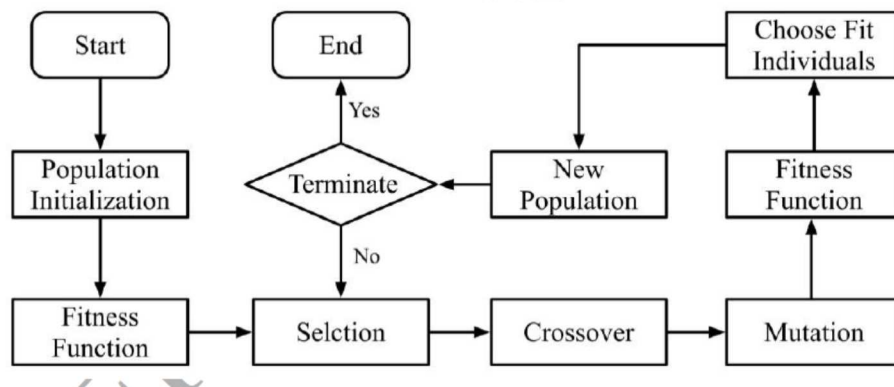 Start
End
Choose Fit
Individuals
Yes
Population
Initialization
Terminate
New
Population
Fitness
Function
No
Fitness
Function
Selction
Crossover
Mutation